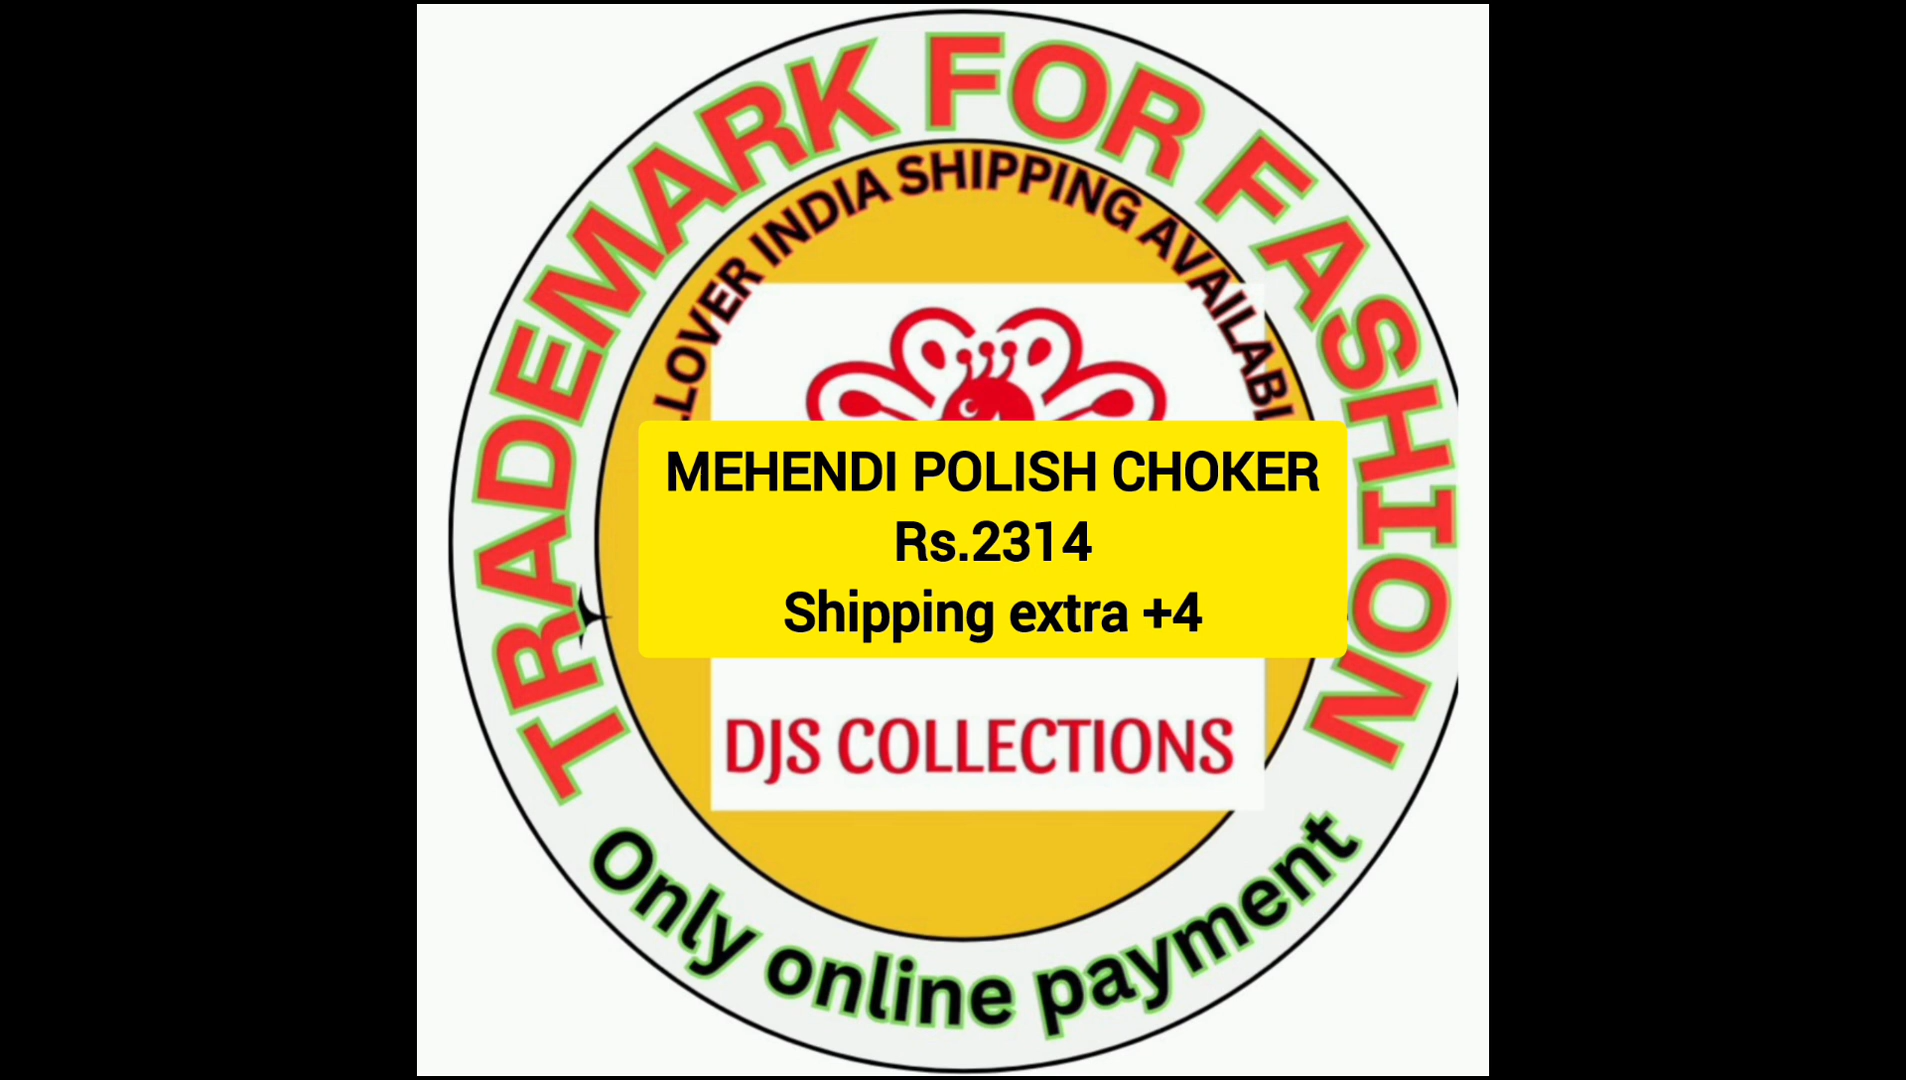 TRADEMARK FOR FASHION
LOVER INDIA SHIPPING AVAILABL
MEHENDI POLISH CHOKER
Rs.2314
Shipping extra +4
DJS COLLECTIONS
Only online payment